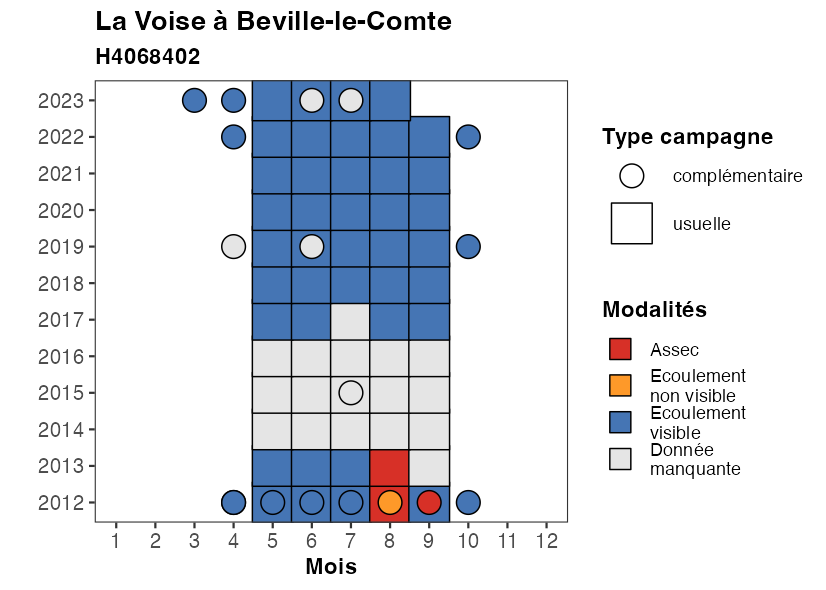 La Voise à Beville-le-Comte
H4068402
2023
2022
2021
2020
2019
2018
2017
2016
2015
2014
2013
2012
1 2 3 4 5 6 7 8 9 10 11 12
Mois
Type campagne
complémentaire
usuelle
Modalités
Assec
Ecoulement
non visible
Ecoulement
visible
Donnée
manquante